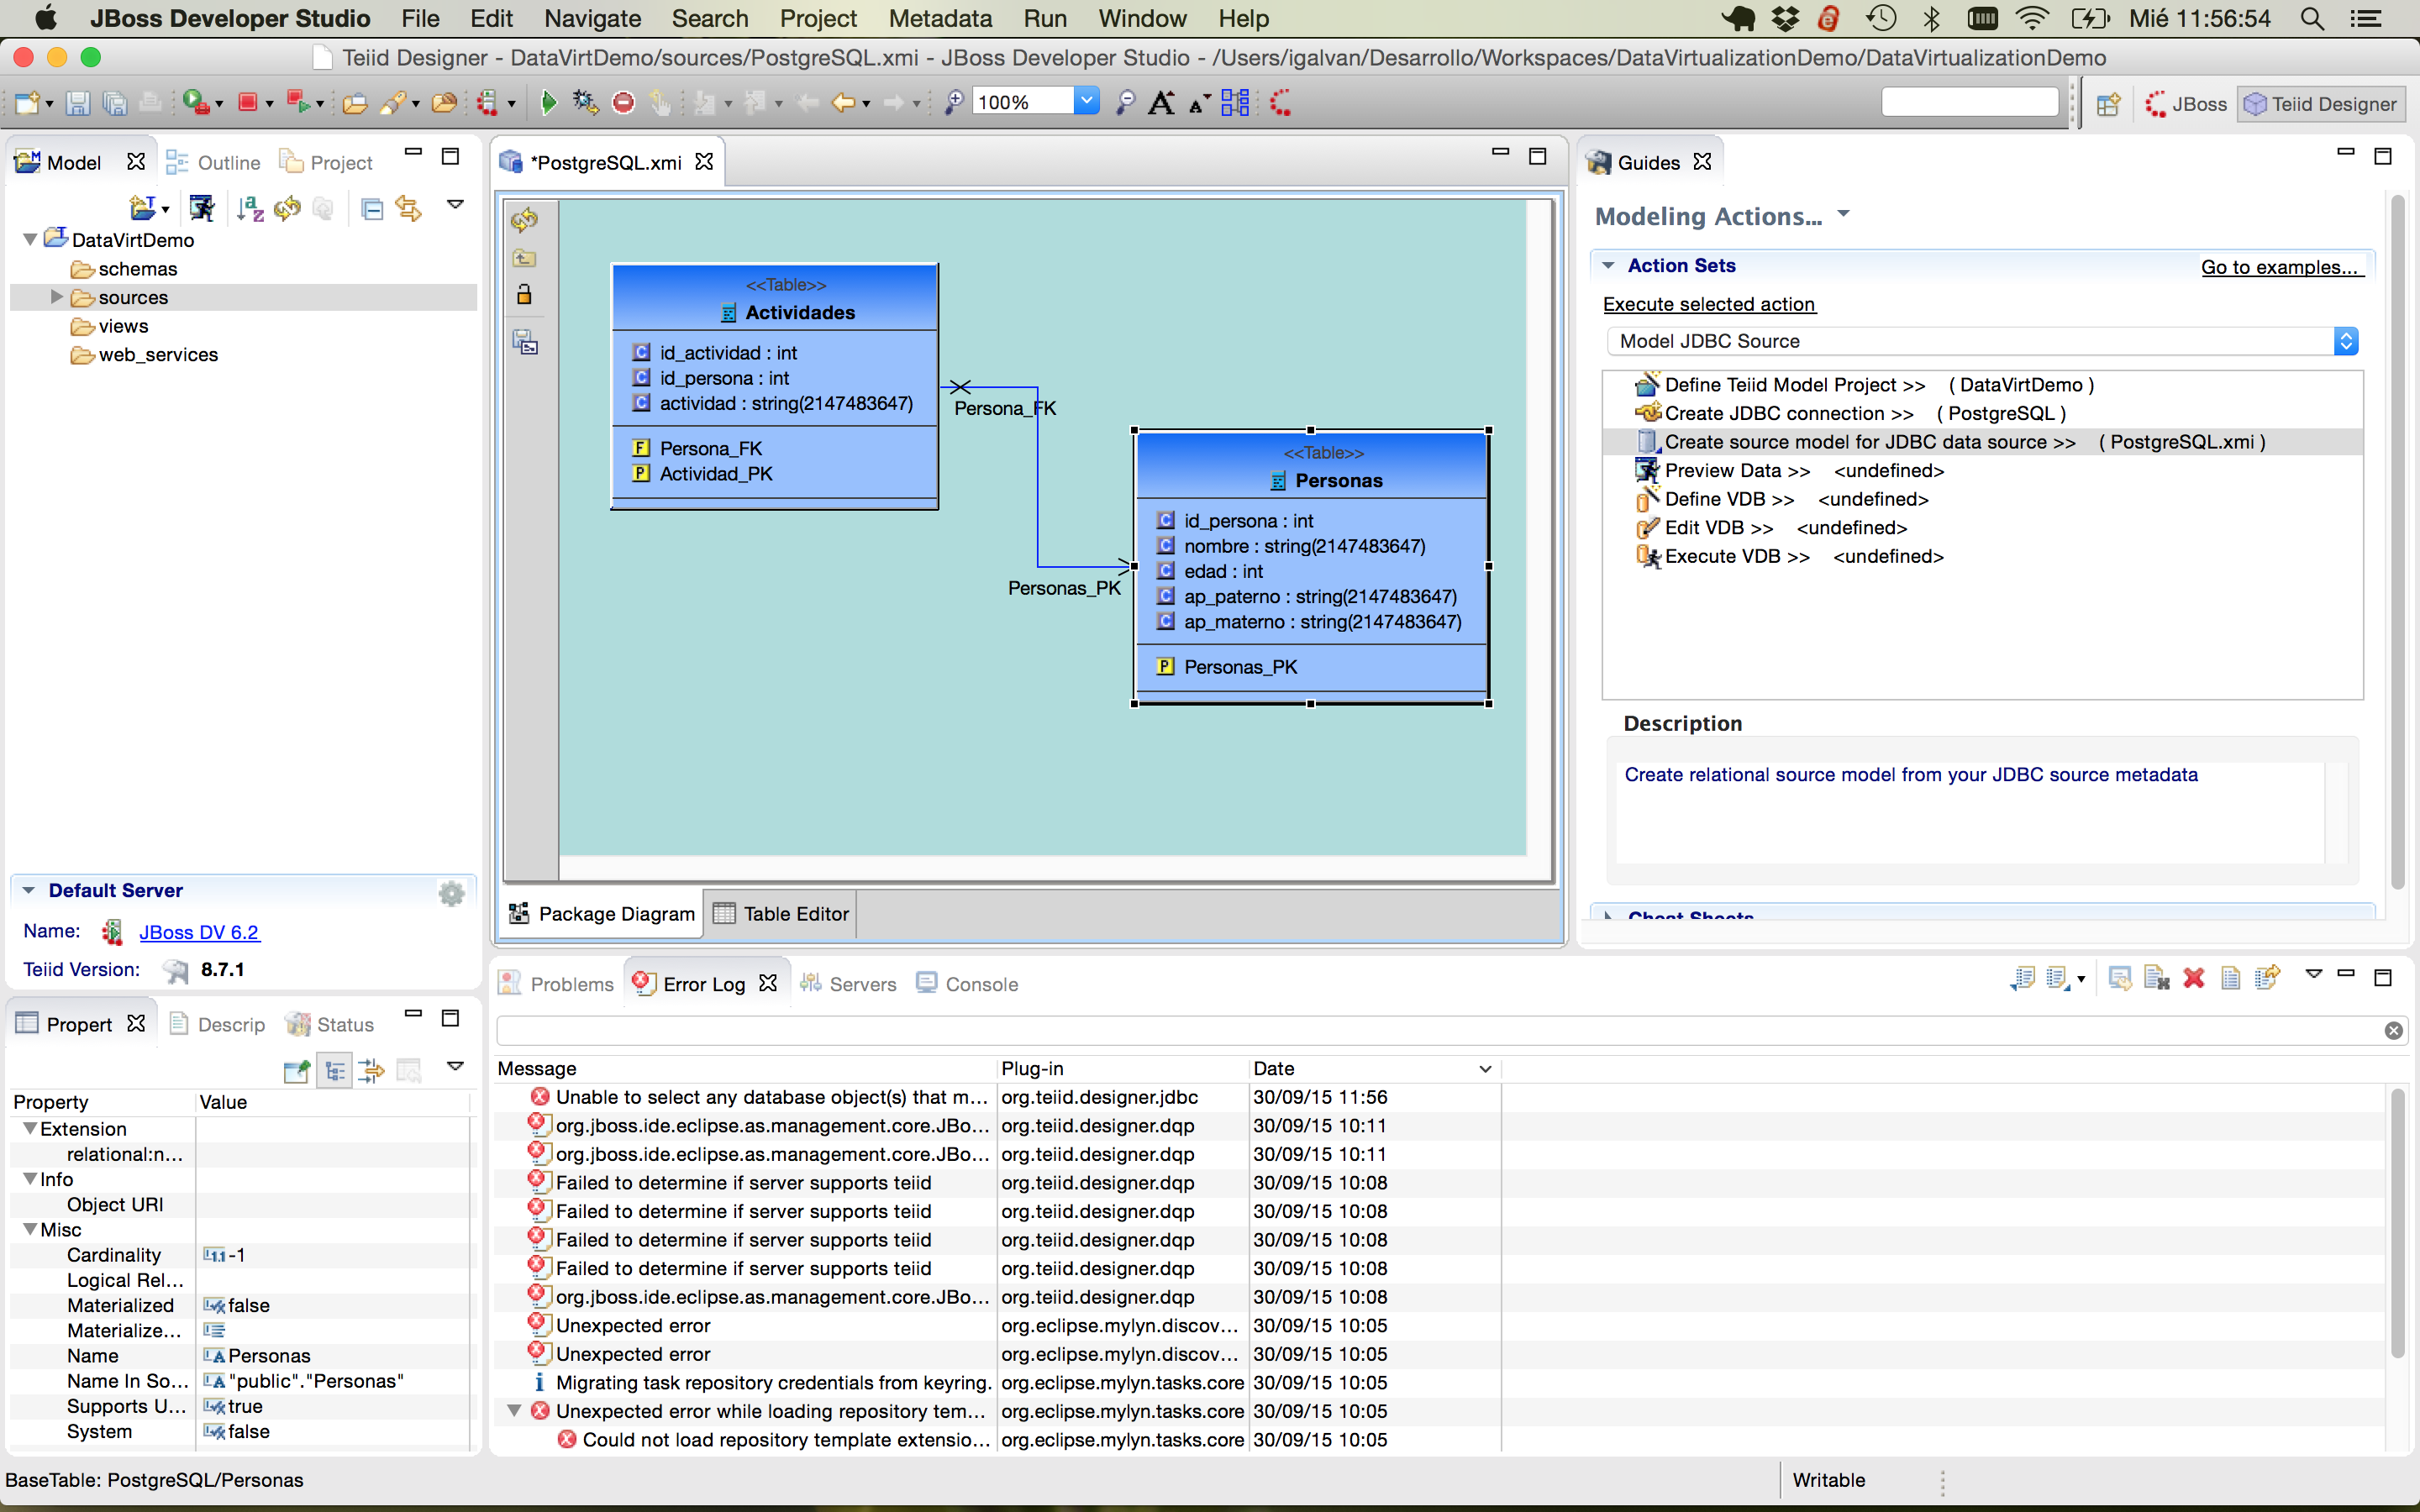 JBoss Developer Studio File Edit Navigate Search Project Metadata Run Window Help Mié 11:56:54
Teiid Designer - DataVirtDemo/sources/PostgreSQL.xmi - JBoss Developer Studio - /Users/igalvan/Desarrollo/Workspaces/DataVirtualizationDemo/DataVirtualizationDemo
100% JBoss Teiid Designer
Model Outline Project
DataVirtDemo
schemas
sources
views
web_services
Default Server
Name: JBoss DV 6.2
Teiid Version: 8.7.1
Propert Descrip Status
Property Value
Extension
relational:n...
Info
Object URI
Misc
Cardinality -1
Logical Rel...
Materialized false
Materialize...
Name Personas
Name In So... "public"."Personas"
Supports U... true
System false
*PostgreSQL.xmi
<<Table>>
Actividades
id_actividad : int
id_persona : int
actividad : string(2147483647)
Persona_FK
Actividad_PK
Persona_FK
Personas_PK
<<Table>>
Personas
id_persona : int
nombre : string(2147483647)
edad : int
ap_paterno : string(2147483647)
ap_materno : string(2147483647)
Personas_PK
Package Diagram Table Editor
Guides
Modeling Actions...
Action Sets Go to examples...
Execute selected action
Model JDBC Source
Define Teiid Model Project >> ( DataVirtDemo )
Create JDBC connection >> ( PostgreSQL )
Create source model for JDBC data source >> ( PostgreSQL.xmi )
Preview Data >> <undefined>
Define VDB >> <undefined>
Edit VDB >> <undefined>
Execute VDB >> <undefined>
Description
Create relational source model from your JDBC source metadata
Cheat Sheets
Problems Error Log Servers Console
Message Plug-in Date
Unable to select any database object(s) that m... org.teiid.designer.jdbc 30/09/15 11:56
org.jboss.ide.eclipse.as.management.core.JBo... org.teiid.designer.dqp 30/09/15 10:11
org.jboss.ide.eclipse.as.management.core.JBo... org.teiid.designer.dqp 30/09/15 10:11
Failed to determine if server supports teiid org.teiid.designer.dqp 30/09/15 10:08
Failed to determine if server supports teiid org.teiid.designer.dqp 30/09/15 10:08
Failed to determine if server supports teiid org.teiid.designer.dqp 30/09/15 10:08
Failed to determine if server supports teiid org.teiid.designer.dqp 30/09/15 10:08
org.jboss.ide.eclipse.as.management.core.JBo... org.teiid.designer.dqp 30/09/15 10:08
Unexpected error org.eclipse.mylyn.discov... 30/09/15 10:05
Unexpected error org.eclipse.mylyn.discov... 30/09/15 10:05
Migrating task repository credentials from keyring. org.eclipse.mylyn.tasks.core 30/09/15 10:05
Unexpected error while loading repository tem... org.eclipse.mylyn.tasks.core 30/09/15 10:05
Could not load repository template extensio... org.eclipse.mylyn.tasks.core 30/09/15 10:05
BaseTable: PostgreSQL/Personas Writable